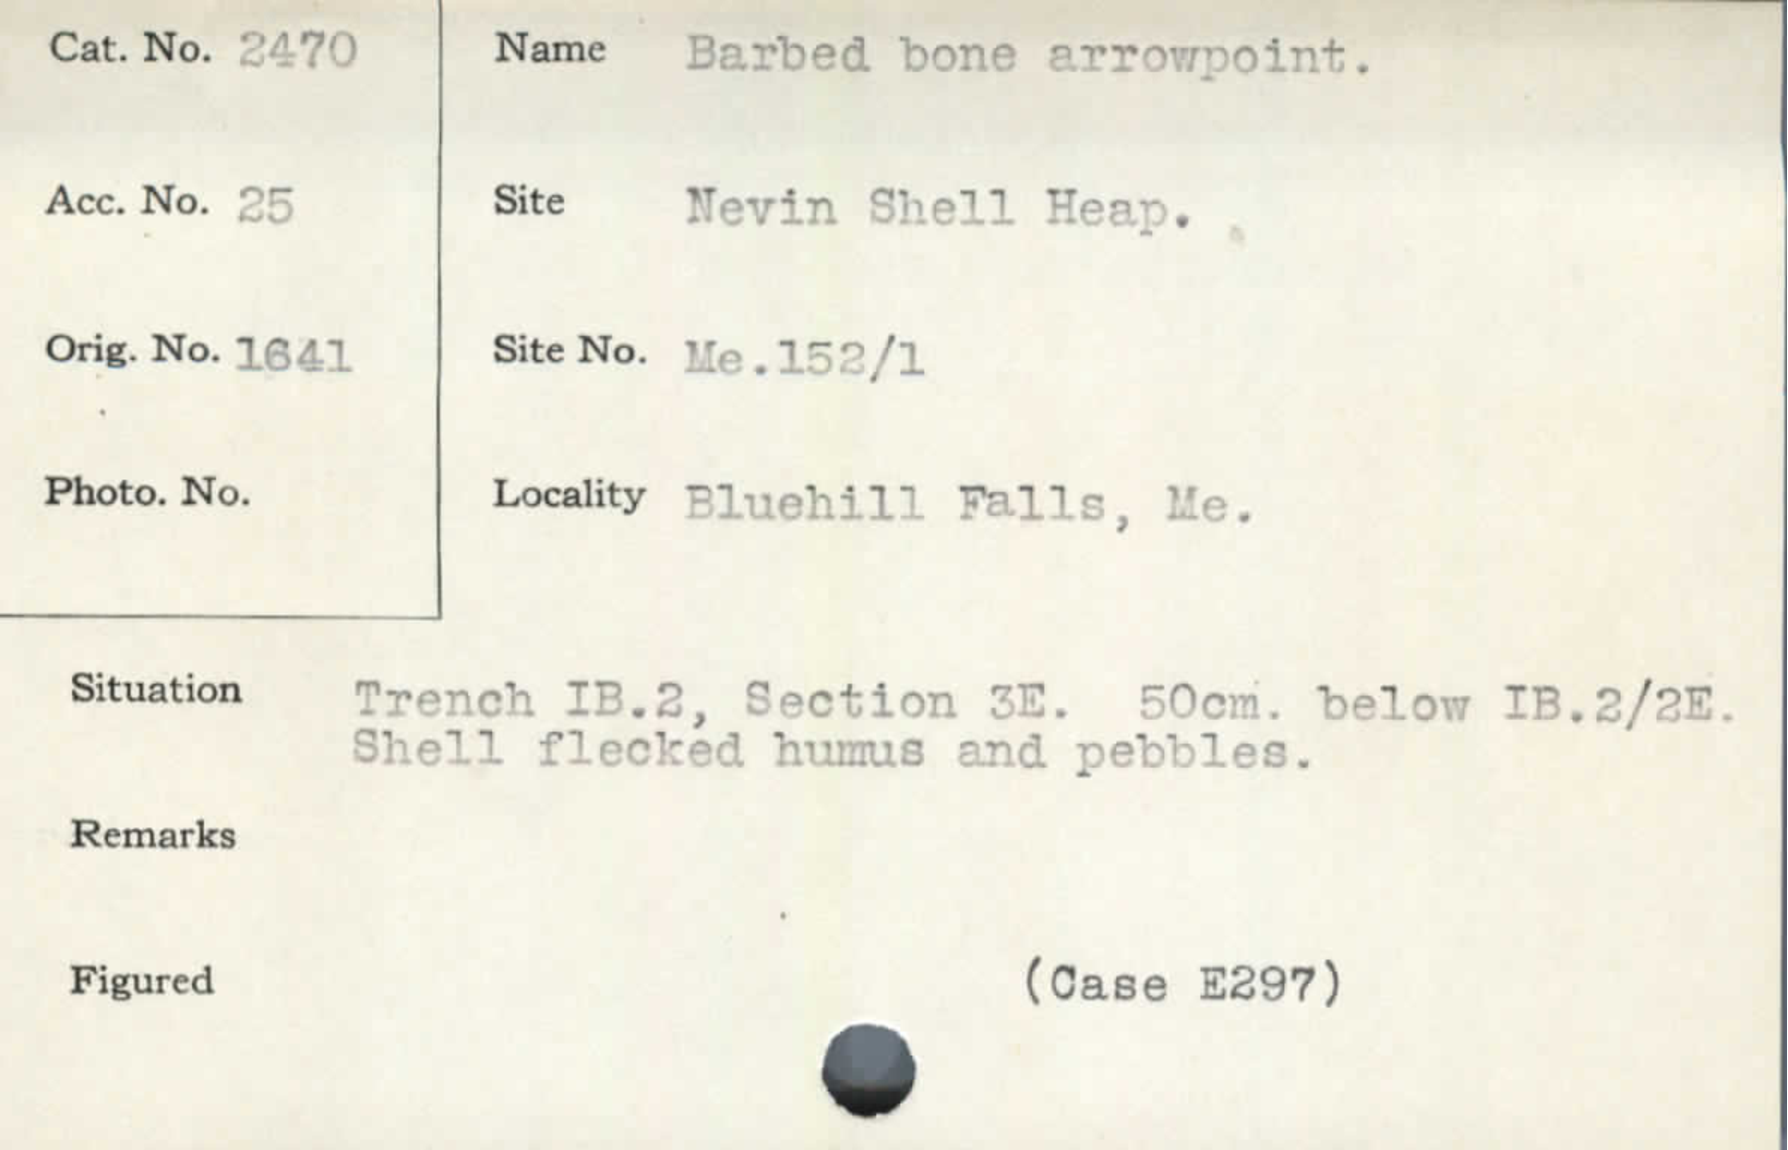 Cat. No. 2470
Name Barbed bone arrowpoint.
Acc. No. 25
Site Nevin Shell Heap.
Orig. No. 1641
Site No. Me.152/1
Photo. No.
Locality Bluehill Falls, Me.
Situation Trench IB.2, Section 3E. 50cm. below IB.2/2E.
Shell flecked humus and pebbles.
Remarks
Figured (Case E297)